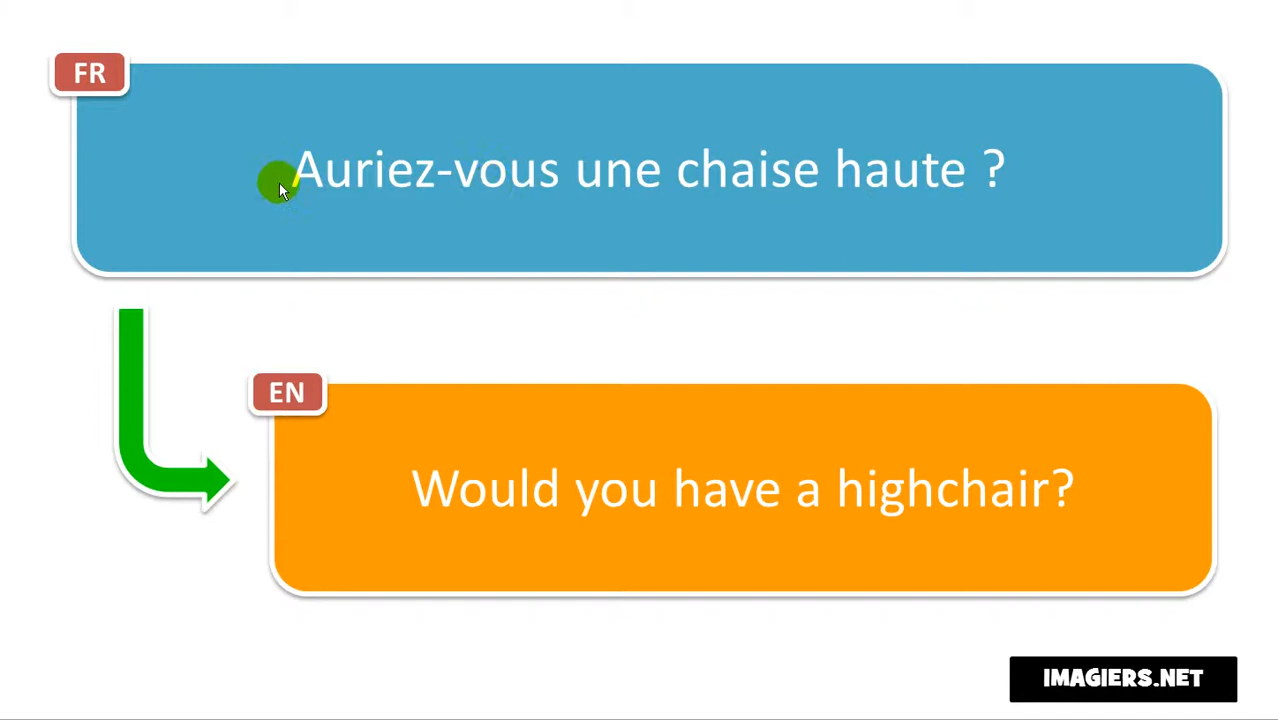 FR
Auriez-vous une chaise haute ?
EN
Would you have a highchair?
IMAGIERS.NET